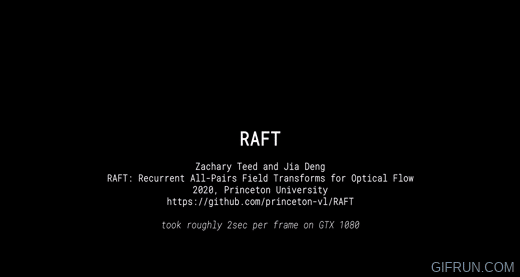 RAFT
Zachary Teed and Jia Deng
RAFT: Recurrent All-Pairs Field Transforms for Optical Flow
2020, Princeton University
https://github.com/princeton-vl/RAFT
took roughly 2sec per frame on GTX 1080
GIFRUN.COM